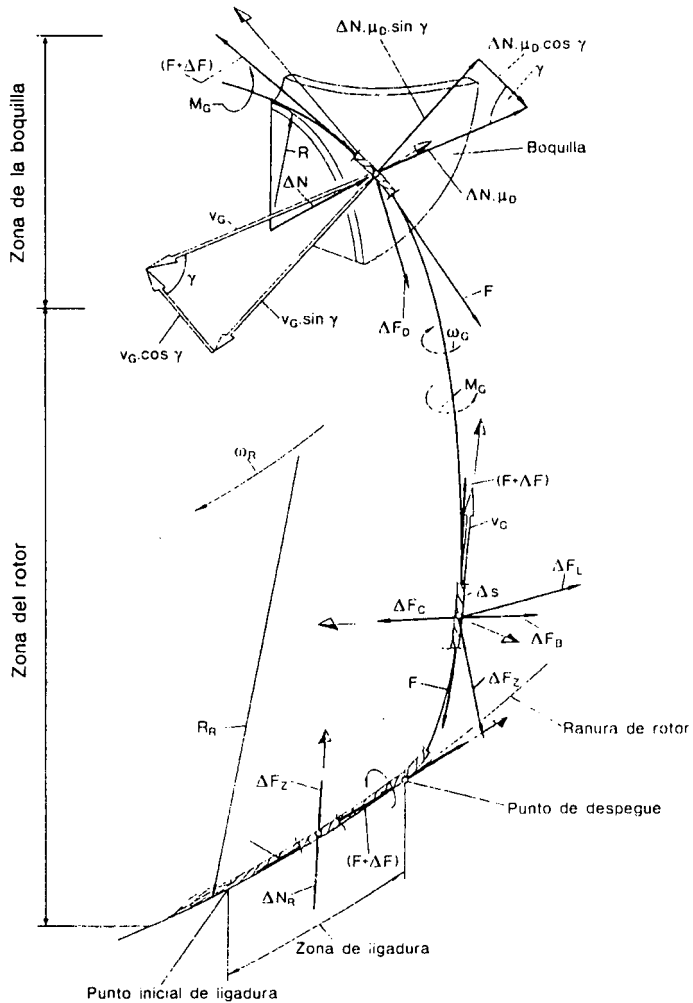 ΔN.μD.sin γ
ΔN.μD cos γ
γ
(F+ΔF)
MG
R
Boquilla
ΔN
ΔN.μD
vG
γ
F
vG.sin γ
ΔFD
vG.cos γ
ωG
MG
ωR
(F+ΔF)
vG
ΔFL
ΔFC
Δs
ΔFB
F
ΔFZ
RR
Ranura de rotor
ΔFZ
Punto de despegue
(F+ΔF)
ΔNR
Zona de ligadura
Punto inicial de ligadura
Zona de la boquilla
Zona del rotor